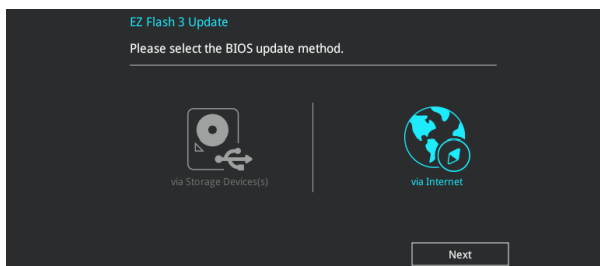 EZ Flash 3 Update
Please select the BIOS update method.
via Storage Devices(s)
via Internet
Next